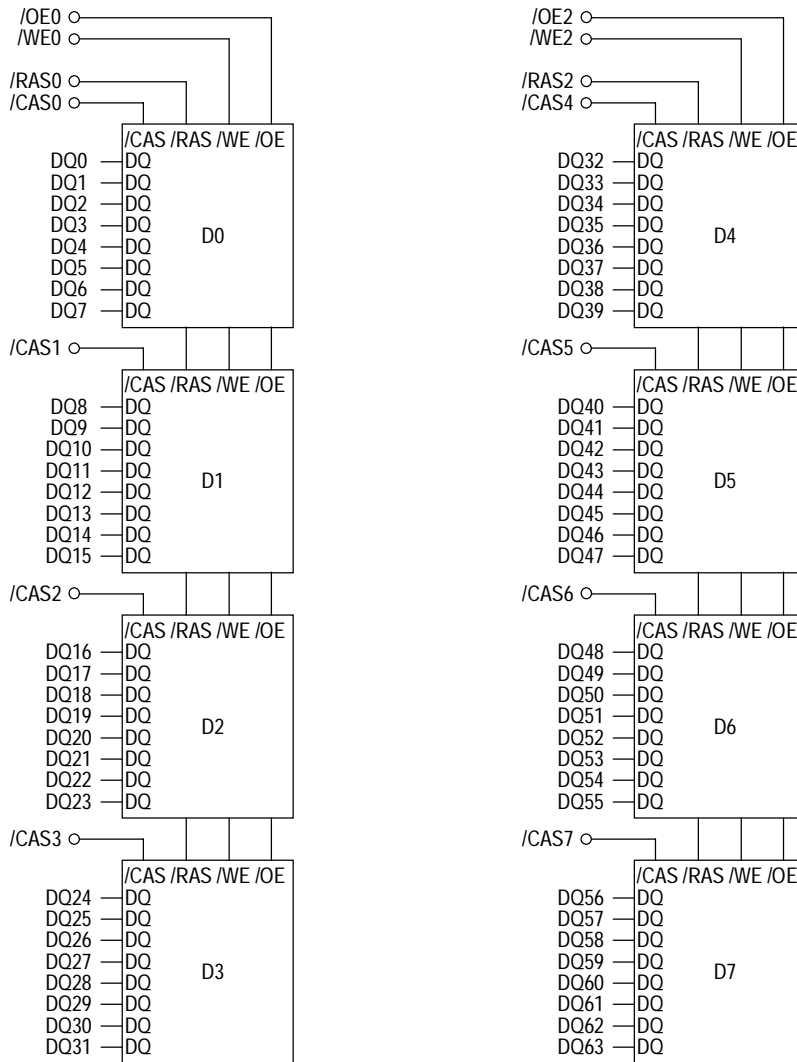 /OE0
/WE0
/RAS0
/CAS0
/CAS /RAS /WE /OE
DQ0 DQ
DQ1 DQ
DQ2 DQ
DQ3 DQ
D0
DQ4 DQ
DQ5 DQ
DQ6 DQ
DQ7 DQ
/CAS1
/CAS /RAS /WE /OE
DQ8 DQ
DQ9 DQ
DQ10 DQ
DQ11 DQ
D1
DQ12 DQ
DQ13 DQ
DQ14 DQ
DQ15 DQ
/CAS2
/CAS /RAS /WE /OE
DQ16 DQ
DQ17 DQ
DQ18 DQ
DQ19 DQ
D2
DQ20 DQ
DQ21 DQ
DQ22 DQ
DQ23 DQ
/CAS3
/CAS /RAS /WE /OE
DQ24 DQ
DQ25 DQ
DQ26 DQ
DQ27 DQ
D3
DQ28 DQ
DQ29 DQ
DQ30 DQ
DQ31 DQ
/OE2
/WE2
/RAS2
/CAS4
/CAS /RAS /WE /OE
DQ32 DQ
DQ33 DQ
DQ34 DQ
DQ35 DQ
D4
DQ36 DQ
DQ37 DQ
DQ38 DQ
DQ39 DQ
/CAS5
/CAS /RAS /WE /OE
DQ40 DQ
DQ41 DQ
DQ42 DQ
DQ43 DQ
D5
DQ44 DQ
DQ45 DQ
DQ46 DQ
DQ47 DQ
/CAS6
/CAS /RAS /WE /OE
DQ48 DQ
DQ49 DQ
DQ50 DQ
DQ51 DQ
D6
DQ52 DQ
DQ53 DQ
DQ54 DQ
DQ55 DQ
/CAS7
/CAS /RAS /WE /OE
DQ56 DQ
DQ57 DQ
DQ58 DQ
DQ59 DQ
D7
DQ60 DQ
DQ61 DQ
DQ62 DQ
DQ63 DQ